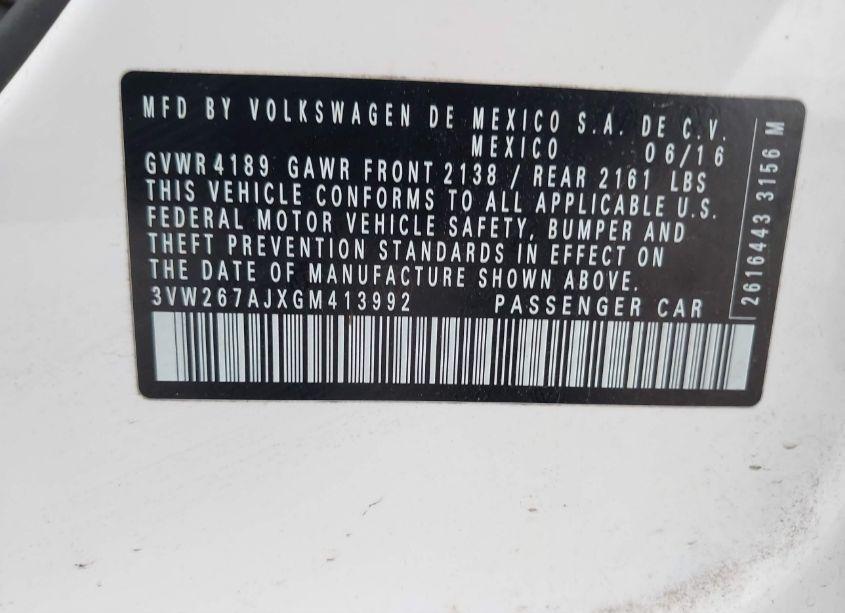 MFD BY VOLKSWAGEN DE MEXICO S.A. DE C.V.
MEXICO 06/16
GVWR 4189 GAWR FRONT 2138 / REAR 2161 LBS
THIS VEHICLE CONFORMS TO ALL APPLICABLE U.S.
FEDERAL MOTOR VEHICLE SAFETY, BUMPER AND
THEFT PREVENTION STANDARDS IN EFFECT ON
THE DATE OF MANUFACTURE SHOWN ABOVE.
3VW267AJXGM413992 PASSENGER CAR
2616443 3156 M